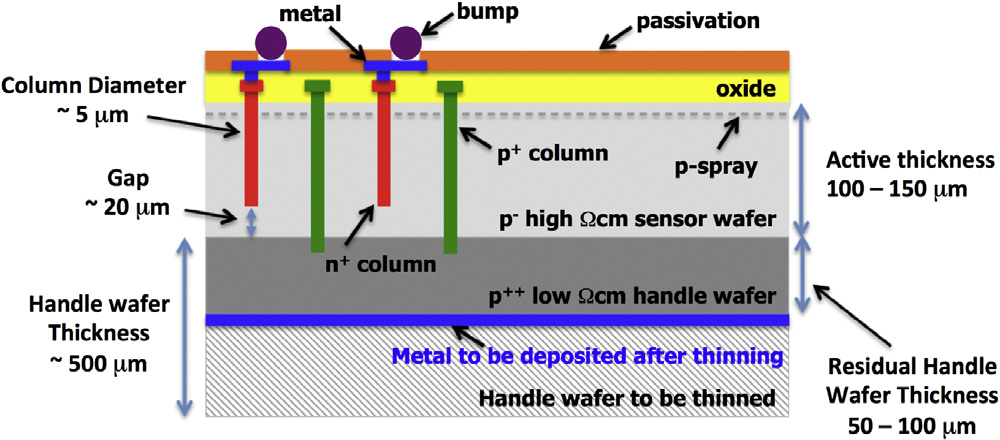 metal
bump
passivation
Column Diameter
~ 5 μm
oxide
p⁺ column
p-spray
Active thickness
100 – 150 μm
Gap
~ 20 μm
p⁻ high Ωcm sensor wafer
n⁺ column
Handle wafer
Thickness
~ 500 μm
p⁺⁺ low Ωcm handle wafer
Metal to be deposited after thinning
Handle wafer to be thinned
Residual Handle
Wafer Thickness
50 – 100 μm